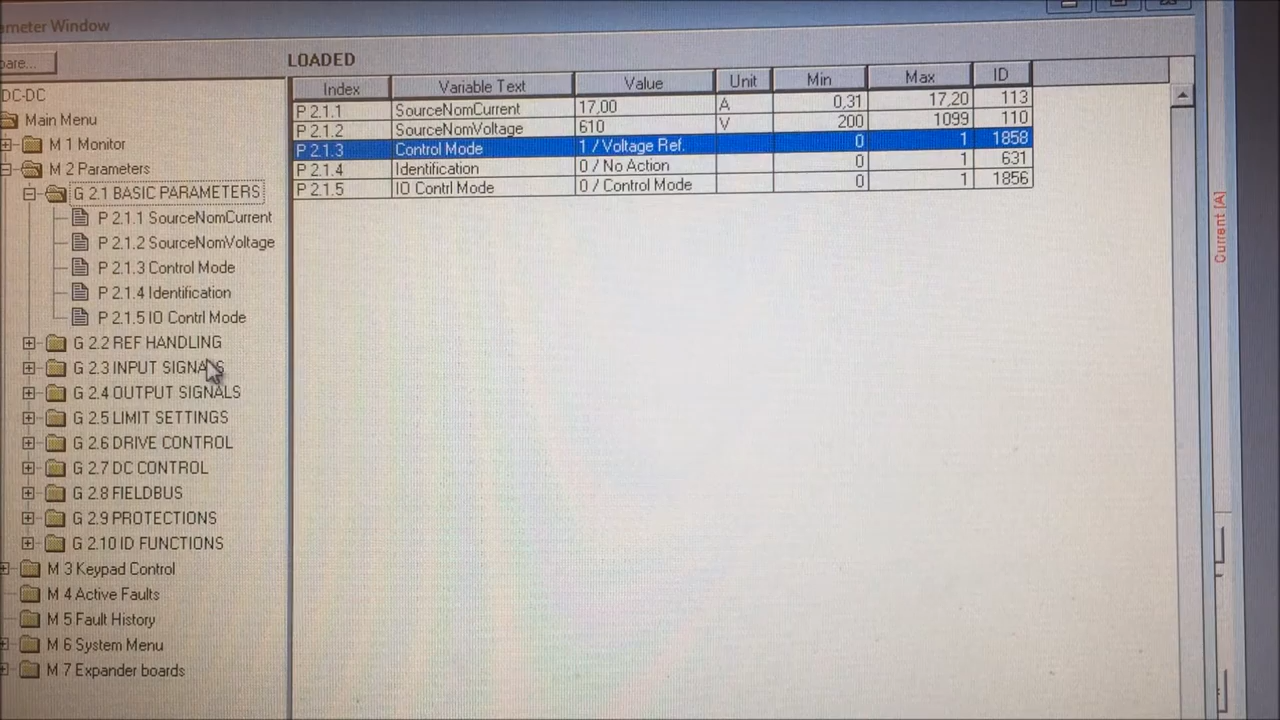 ameter Window
pare...
LOADED
DC-DC
Main Menu
M 1 Monitor
M 2 Parameters
G 2.1 BASIC PARAMETERS
P 2.1.1 SourceNomCurrent
P 2.1.2 SourceNomVoltage
P 2.1.3 Control Mode
P 2.1.4 Identification
P 2.1.5 IO Contrl Mode
G 2.2 REF HANDLING
G 2.3 INPUT SIGNALS
G 2.4 OUTPUT SIGNALS
G 2.5 LIMIT SETTINGS
G 2.6 DRIVE CONTROL
G 2.7 DC CONTROL
G 2.8 FIELDBUS
G 2.9 PROTECTIONS
G 2.10 ID FUNCTIONS
M 3 Keypad Control
M 4 Active Faults
M 5 Fault History
M 6 System Menu
M 7 Expander boards
Index Variable Text Value Unit Min Max ID
P 2.1.1 SourceNomCurrent 17,00 A 0,31 17,20 113
P 2.1.2 SourceNomVoltage 610 V 200 1099 110
P 2.1.3 Control Mode 1 / Voltage Ref. 0 1 1858
P 2.1.4 Identification 0 / No Action 0 1 631
P 2.1.5 IO Contrl Mode 0 / Control Mode 0 1 1856
Current [A]